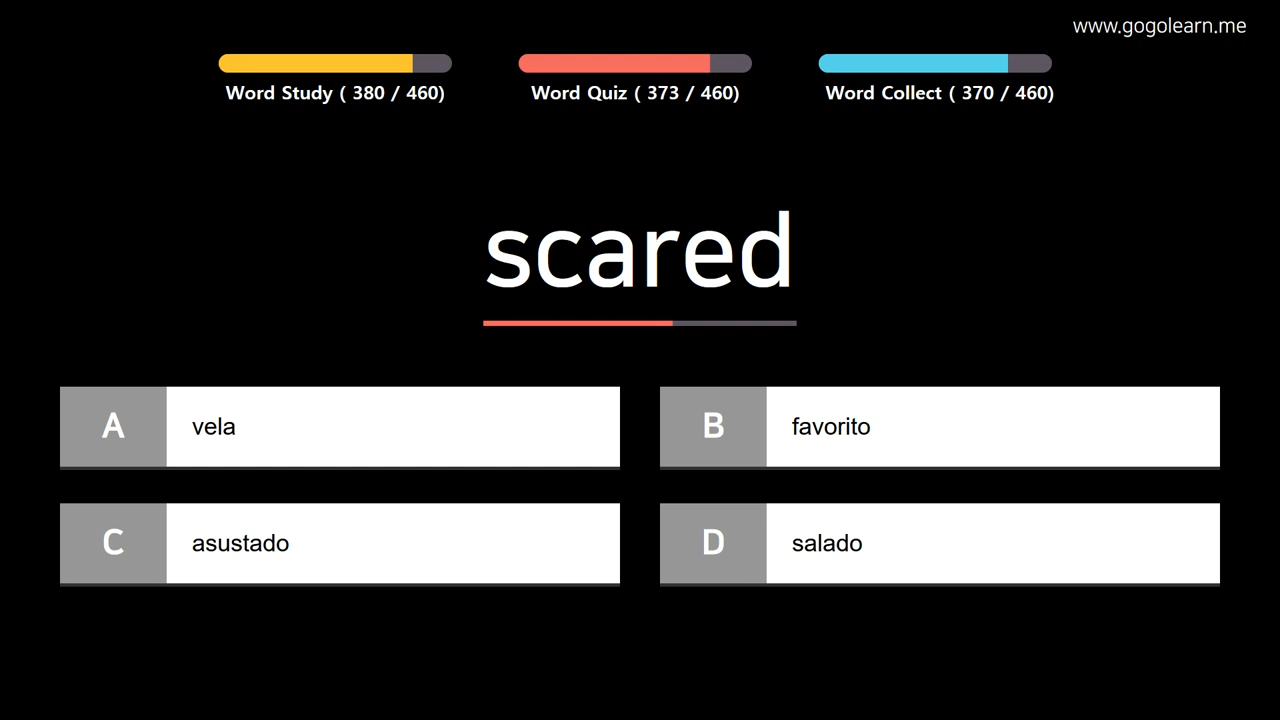 www.gogolearn.me
Word Study ( 380 / 460)
Word Quiz ( 373 / 460)
Word Collect ( 370 / 460)
scared
A vela
B favorito
C asustado
D salado